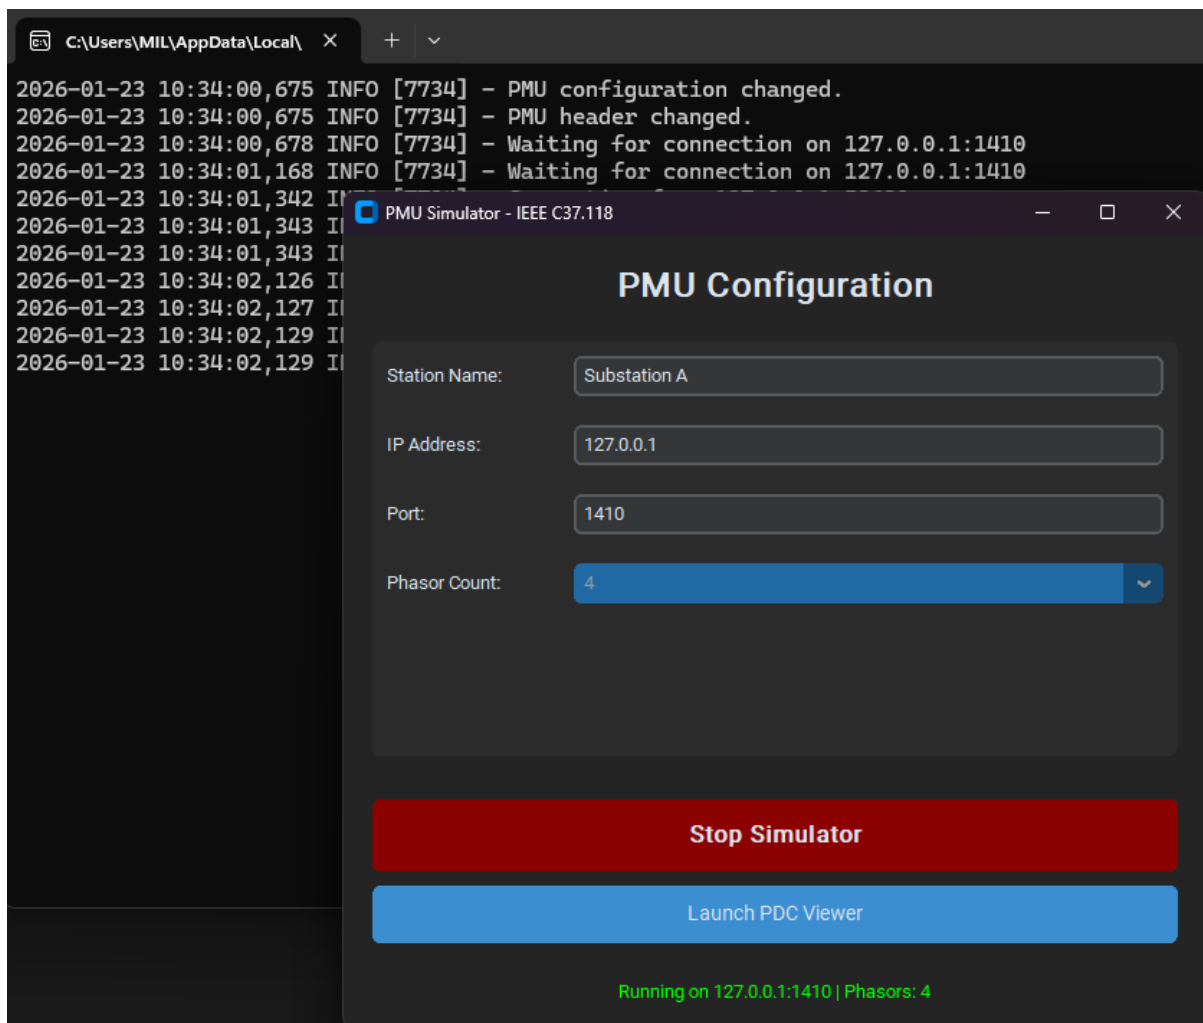 C:\Users\MIL\AppData\Local\
2026-01-23 10:34:00,675 INFO [7734] - PMU configuration changed.
2026-01-23 10:34:00,675 INFO [7734] - PMU header changed.
2026-01-23 10:34:00,678 INFO [7734] - Waiting for connection on 127.0.0.1:1410
2026-01-23 10:34:01,168 INFO [7734] - Waiting for connection on 127.0.0.1:1410
2026-01-23 10:34:01,342
2026-01-23 10:34:01,343
2026-01-23 10:34:01,343
2026-01-23 10:34:02,126
2026-01-23 10:34:02,127
2026-01-23 10:34:02,129
2026-01-23 10:34:02,129
PMU Simulator - IEEE C37.118
PMU Configuration
Station Name: Substation A
IP Address: 127.0.0.1
Port: 1410
Phasor Count: 4
Stop Simulator
Launch PDC Viewer
Running on 127.0.0.1:1410 | Phasors: 4